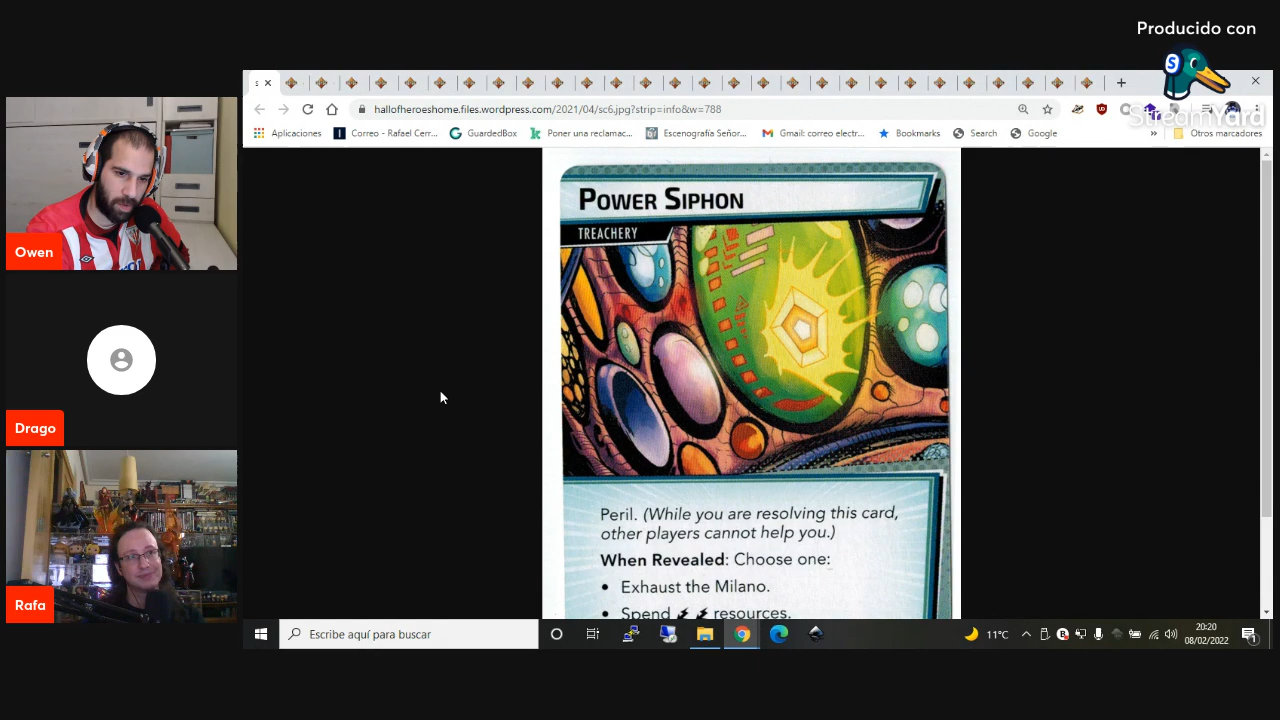 Producido con
StreamYard
hallofheroeshome.files.wordpress.com/2021/04/sc6.jpg?strip=info&w=788
Aplicaciones
Correo - Rafael Cerr...
GuardedBox
Poner una reclamac...
Escenografía Señor...
Gmail: correo electr...
Bookmarks
Search
Google
Otros marcadores
Owen
Drago
Rafa
POWER SIPHON
TREACHERY
Peril. (While you are resolving this card,
other players cannot help you.)
When Revealed: Choose one:
• Exhaust the Milano.
• Spend resources.
Escribe aquí para buscar
11°C
20:20
08/02/2022